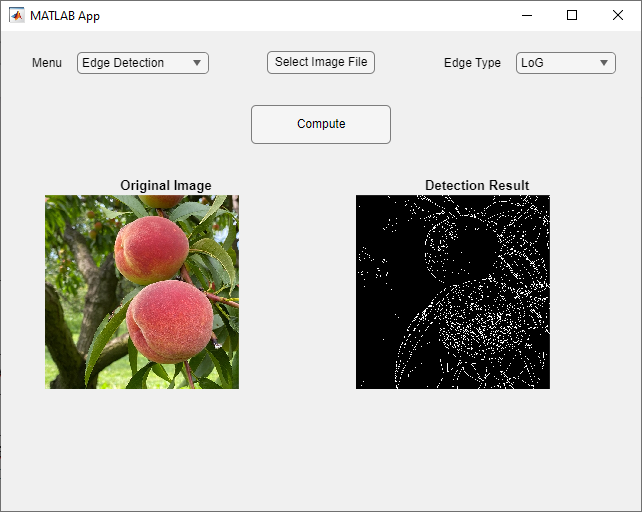 MATLAB App
Menu Edge Detection Select Image File Edge Type LoG
Compute
Original Image Detection Result